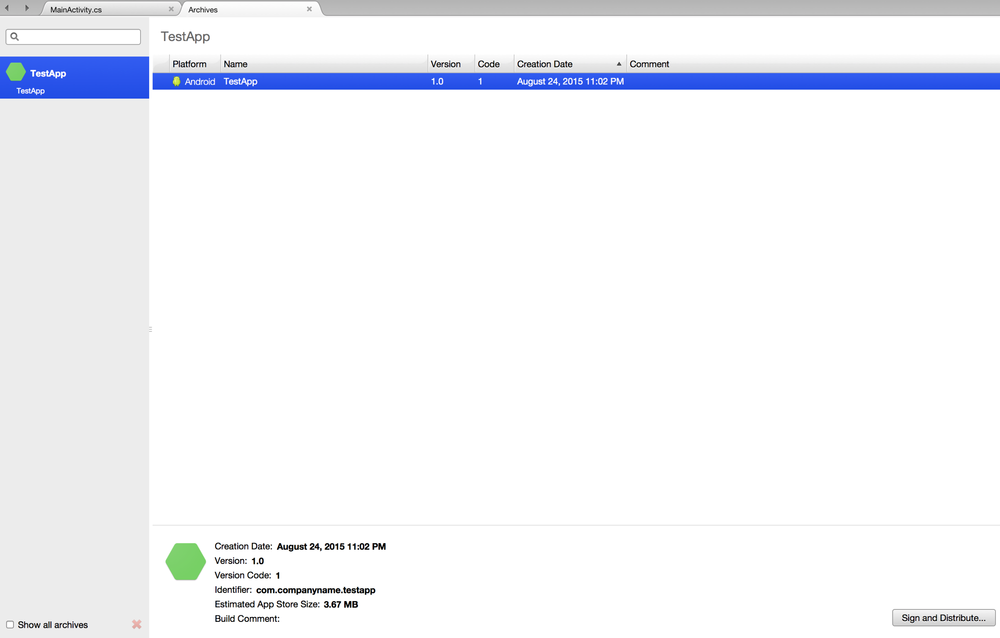 MainActivity.cs Archives
TestApp
TestApp
TestApp
Platform Name Version Code Creation Date Comment
Android TestApp 1.0 1 August 24, 2015 11:02 PM
Creation Date: August 24, 2015 11:02 PM
Version: 1.0
Version Code: 1
Identifier: com.companyname.testapp
Estimated App Store Size: 3.67 MB
Build Comment:
Show all archives
Sign and Distribute...